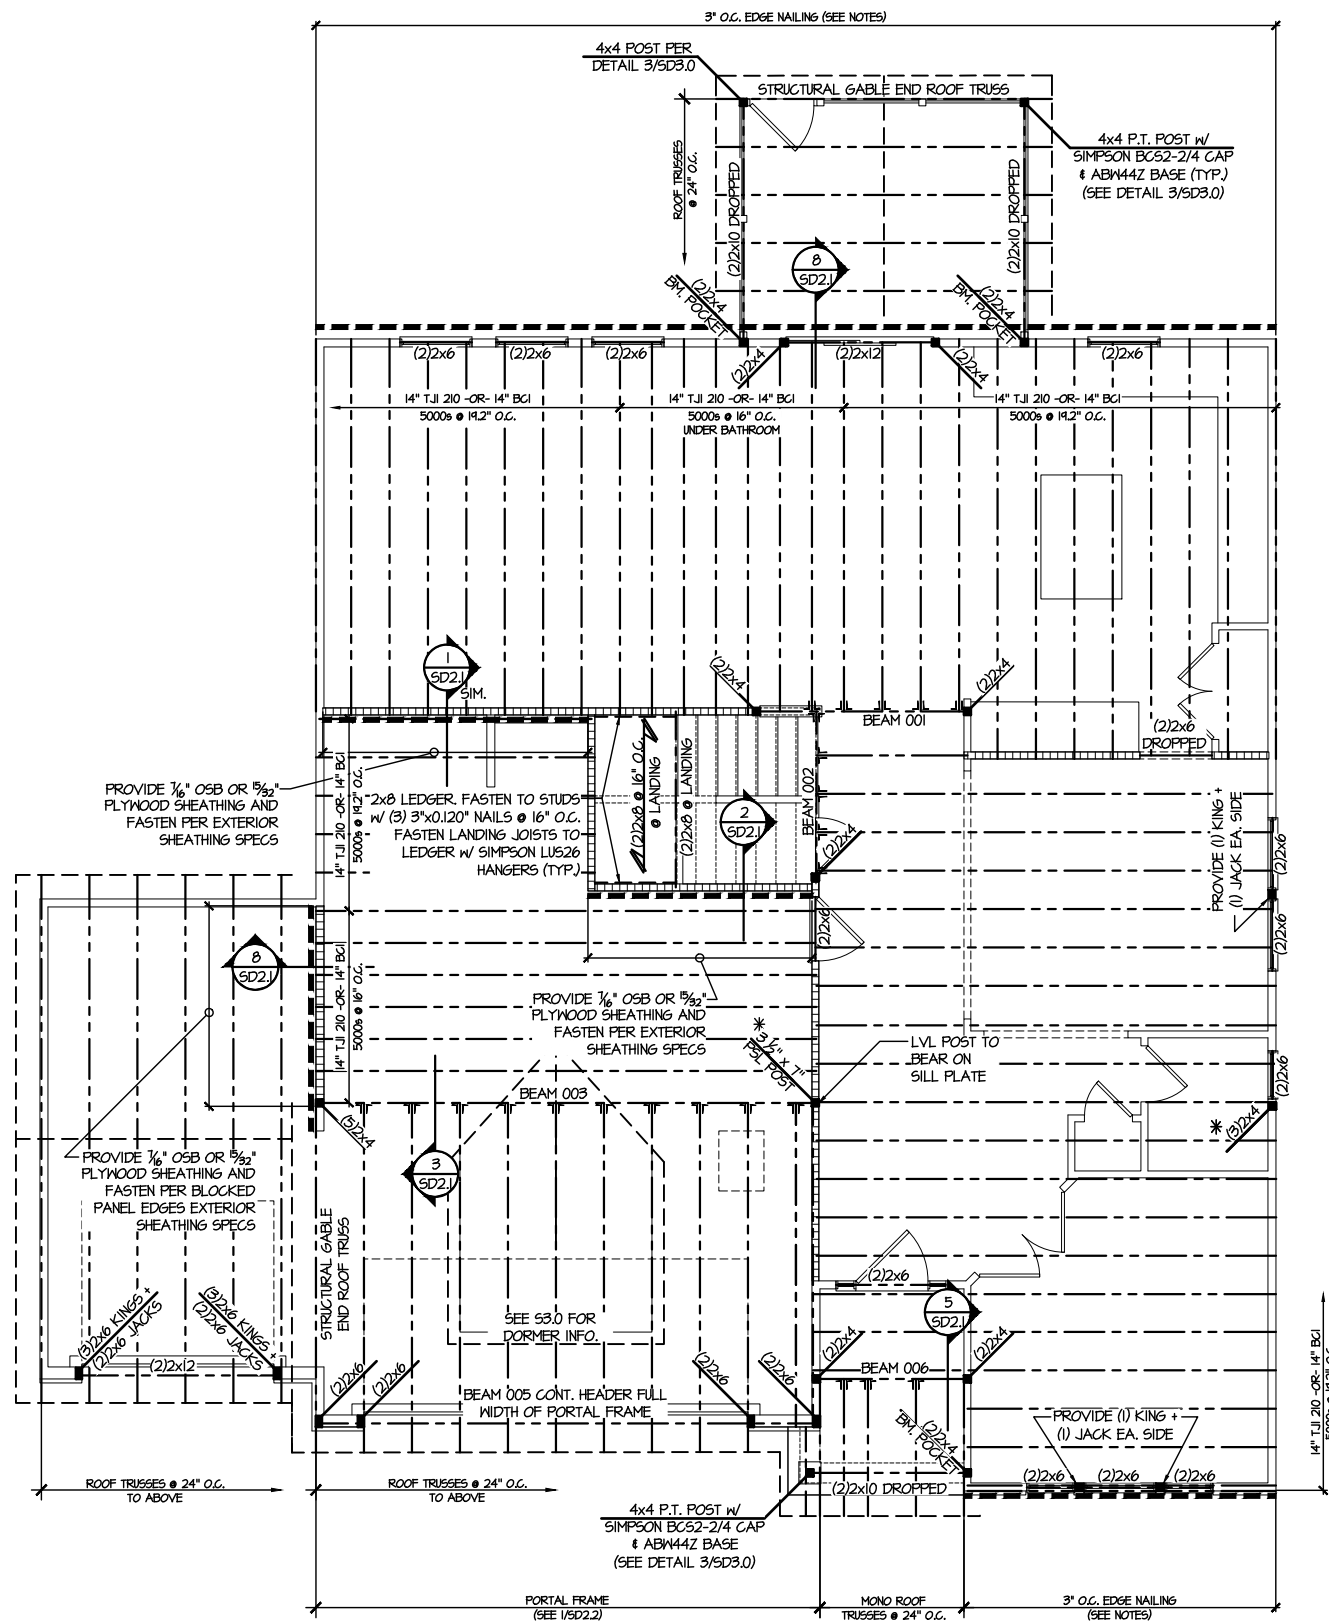 3" O.C. EDGE NAILING (SEE NOTES)
4x4 POST PER
DETAIL 3/SD3.0
STRUCTURAL GABLE END ROOF TRUSS
ROOF TRUSSES
@ 24" O.C.
(2)2x10 DROPPED
(2)2x10 DROPPED
4x4 P.T. POST W/
SIMPSON BCS2-2/4 CAP
& ABW44Z BASE (TYP.)
(SEE DETAIL 3/SD3.0)
8
SD2.1
(2)2x4
BM. POCKET
(2)2x4
BM. POCKET
(2)2x6
(2)2x6
(2)2x6
(2)2x4
(2)2x12
(2)2x4
(2)2x6
14" TJI 210 -OR- 14" BCI
5000s @ 19.2" O.C.
14" TJI 210 -OR- 14" BCI
5000s @ 16" O.C.
UNDER BATHROOM
14" TJI 210 -OR- 14" BCI
5000s @ 19.2" O.C.
1
SD2.1
SIM.
(2)2x4
(2)2x4
BEAM 001
(2)2x6
DROPPED
PROVIDE 7/16" OSB OR 15/32"
PLYWOOD SHEATHING AND
FASTEN PER EXTERIOR
SHEATHING SPECS
14" TJI 210 -OR- 14" BCI
5000s @ 19.2" O.C.
2x8 LEDGER. FASTEN TO STUDS
W/ (3) 3"x0.120" NAILS @ 16" O.C.
FASTEN LANDING JOISTS TO
LEDGER W/ SIMPSON LUS26
HANGERS (TYP.)
(2)2x8 @ 16" O.C.
@ LANDING
(2)2x8 @ LANDING
2
SD2.1
BEAM 002
(2)2x4
PROVIDE (1) KING +
(1) JACK EA. SIDE
(2)2x6
(2)2x6
(2)2x6
8
SD2.1
14" TJI 210 -OR- 14" BCI
5000s @ 16" O.C.
PROVIDE 7/16" OSB OR 15/32"
PLYWOOD SHEATHING AND
FASTEN PER EXTERIOR
SHEATHING SPECS
*
3 1/2" x 7"
PSL POST
LVL POST TO
BEAR ON
SILL PLATE
(2)2x6
BEAM 003
(5)2x4
*
(3)2x4
3
SD2.1
PROVIDE 7/16" OSB OR 15/32"
PLYWOOD SHEATHING AND
FASTEN PER BLOCKED
PANEL EDGES EXTERIOR
SHEATHING SPECS
STRUCTURAL GABLE
END ROOF TRUSS
(2)2x6
5
SD2.1
SEE S3.0 FOR
DORMER INFO.
(3)2x6 KINGS +
(2)2x6 JACKS
(3)2x6 KINGS +
(2)2x6 JACKS
(2)2x12
(2)2x4
(2)2x4
BEAM 006
(2)2x6
(2)2x6
(2)2x6
(2)2x6
BEAM 005 CONT. HEADER FULL
WIDTH OF PORTAL FRAME
(2)2x4
BM. POCKET
PROVIDE (1) KING +
(1) JACK EA. SIDE
14" TJI 210 -OR- 14" BCI
5000s @ 19.2" O.C.
(2)2x6
(2)2x6
(2)2x6
ROOF TRUSSES @ 24" O.C.
TO ABOVE
ROOF TRUSSES @ 24" O.C.
TO ABOVE
(2)2x10 DROPPED
4x4 P.T. POST W/
SIMPSON BCS2-2/4 CAP
& ABW44Z BASE
(SEE DETAIL 3/SD3.0)
PORTAL FRAME
(SEE 1/SD2.2)
MONO ROOF
TRUSSES @ 24" O.C.
3" O.C. EDGE NAILING
(SEE NOTES)